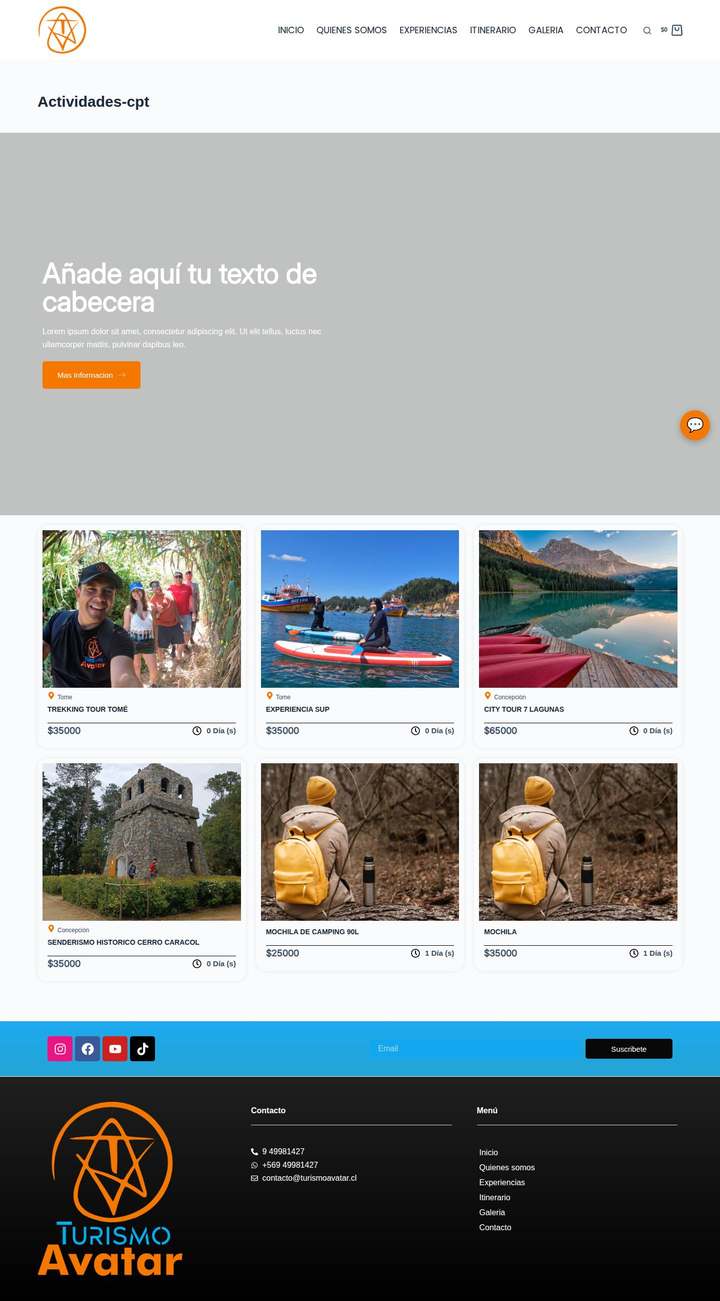 INICIO QUIENES SOMOS EXPERIENCIAS ITINERARIO GALERIA CONTACTO $0
Actividades-cpt
Añade aquí tu texto de
cabecera
Lorem ipsum dolor sit amet, consectetur adipiscing elit. Ut elit tellus, luctus nec
ullamcorper mattis, pulvinar dapibus leo.
Mas Informacion →
Avatar
Tome
TREKKING TOUR TOMÉ
$35000 0 Día (s)
Tome
EXPERIENCIA SUP
$35000 0 Día (s)
Concepción
CITY TOUR 7 LAGUNAS
$65000 0 Día (s)
Concepción
SENDERISMO HISTORICO CERRO CARACOL
$35000 0 Día (s)
MOCHILA DE CAMPING 90L
$25000 1 Día (s)
MOCHILA
$35000 1 Día (s)
Email Suscribete
TURISMO
Avatar
Contacto
9 49981427
+569 49981427
contacto@turismoavatar.cl
Menú
Inicio
Quienes somos
Experiencias
Itinerario
Galeria
Contacto